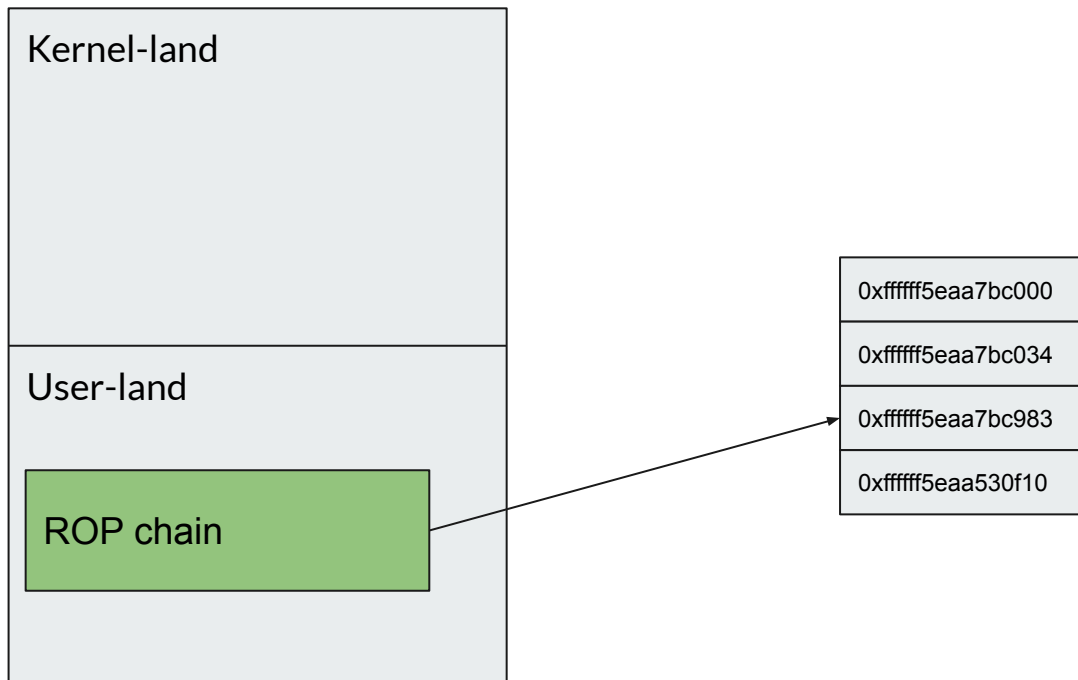 Kernel-land
User-land
ROP chain
0xffffff5eaa7bc000
0xffffff5eaa7bc034
0xffffff5eaa7bc983
0xffffff5eaa530f10